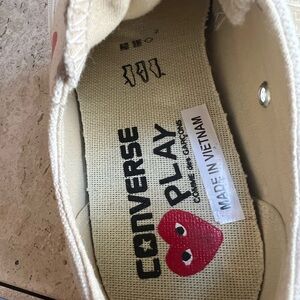 CONVERSE
PLAY
COMME des GARÇONS
MADE IN VIETNAM